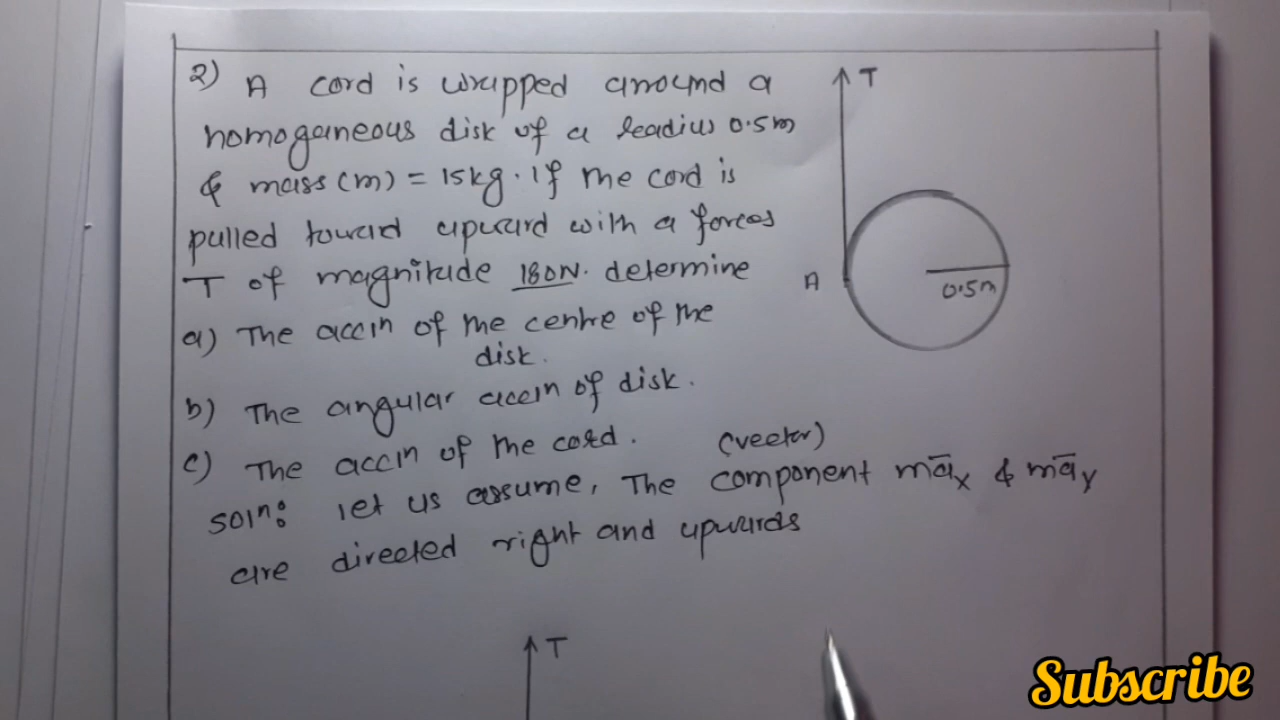 2) A cord is wrapped around a
homogeneous disk of a radius 0.5m
& mass (m) = 15kg. If the cord is
pulled toward upward with a forces
T of magnitude 180N. determine
a) The accln of the centre of the
disk.
b) The angular accln of disk.
c) The accln of the cord.
soln: let us assume, The component (vector) māx & māy
are directed right and upwards
T
A
0.5m
T
Subscribe